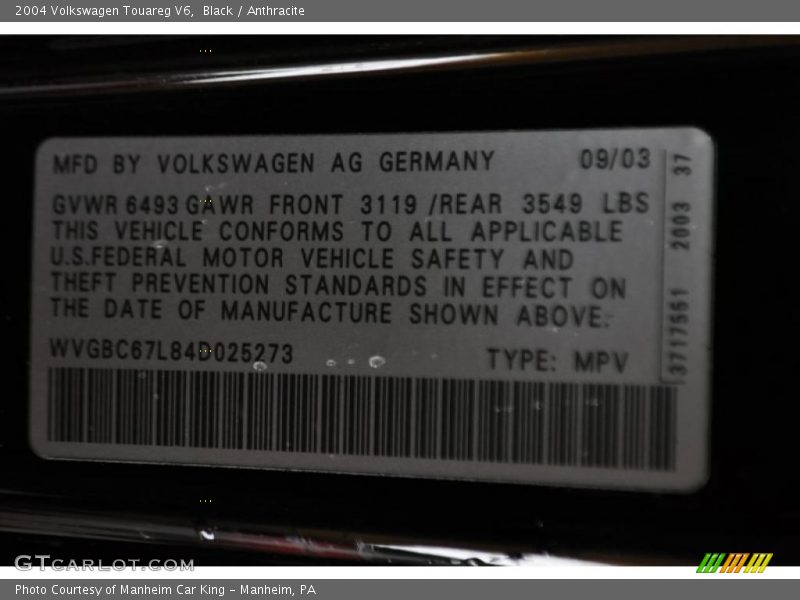 2004 Volkswagen Touareg V6, Black / Anthracite
MFD BY VOLKSWAGEN AG GERMANY 09/03
GVWR 6493 GAWR FRONT 3119 /REAR 3549 LBS
THIS VEHICLE CONFORMS TO ALL APPLICABLE
U.S.FEDERAL MOTOR VEHICLE SAFETY AND
THEFT PREVENTION STANDARDS IN EFFECT ON
THE DATE OF MANUFACTURE SHOWN ABOVE.
WVGBC67L84D025273 TYPE: MPV
3717551 2003 37
GTCARLOT.COM
Photo Courtesy of Manheim Car King - Manheim, PA